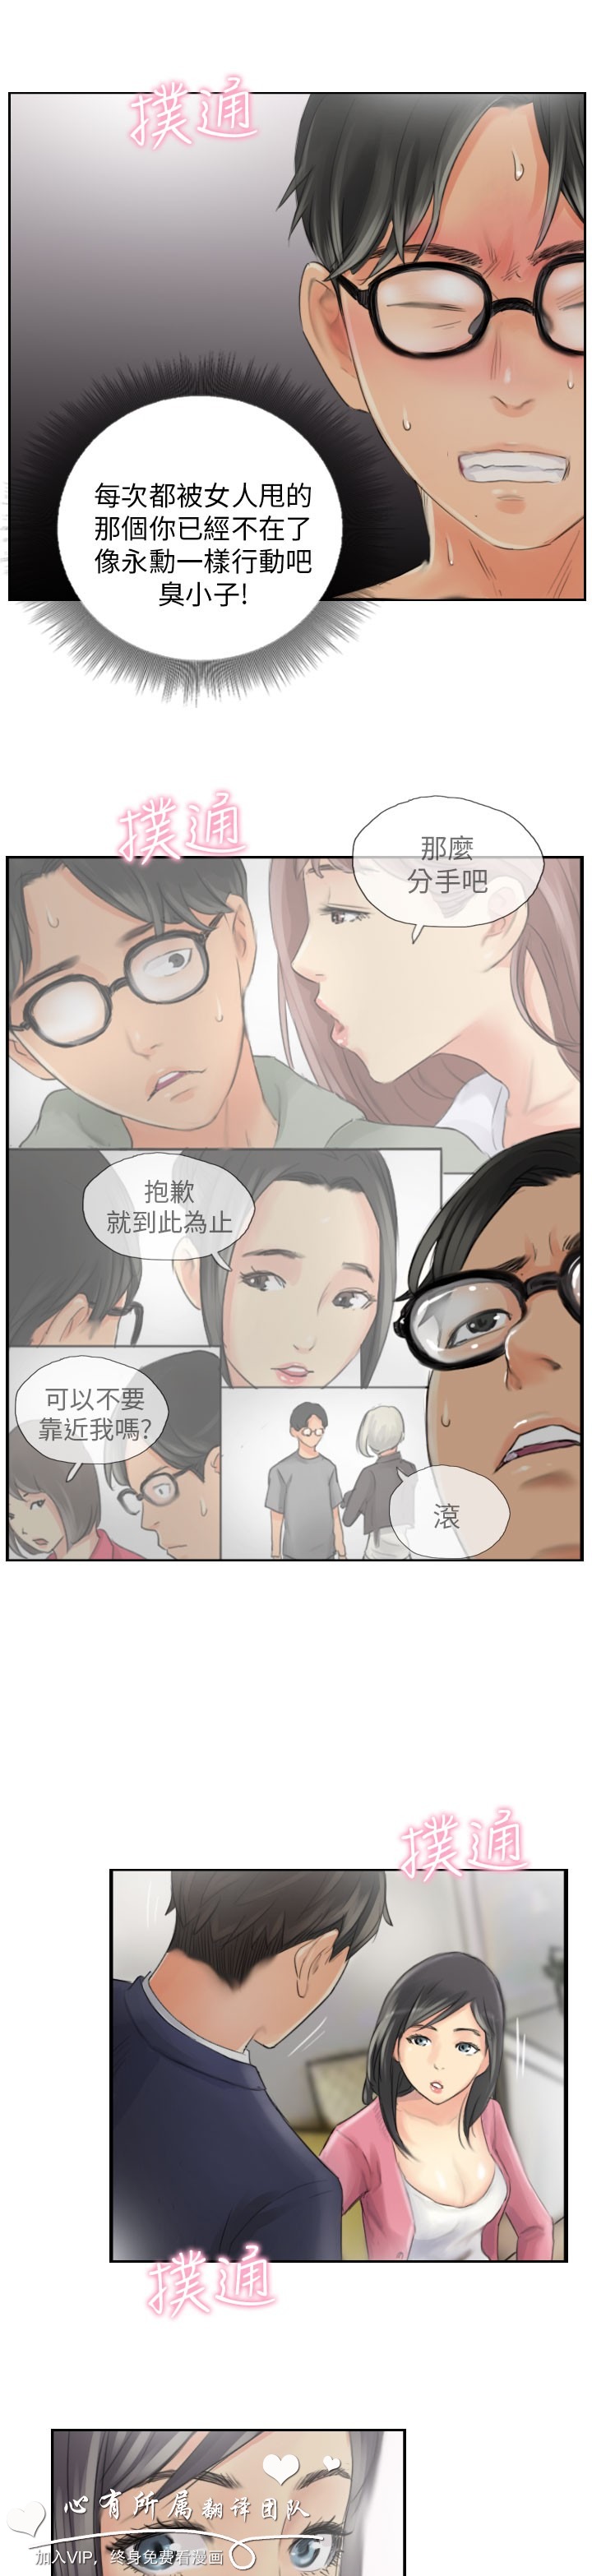 撲通
每次都被女人甩的
那個你已經不在了
像永勳一樣行動吧
臭小子!
撲通
那麼
分手吧
抱歉
就到此為止
可以不要
靠近我嗎?
滾
撲通
撲通
心有所属翻译团队
加入VIP，终身免费看漫画